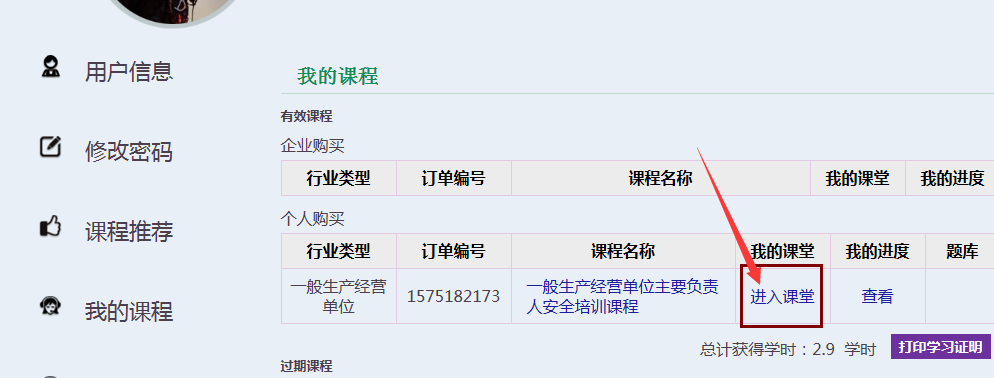 用户信息
修改密码
课程推荐
我的课程
我的课程
有效课程
企业购买
行业类型 订单编号 课程名称 我的课堂 我的进度
个人购买
行业类型 订单编号 课程名称 我的课堂 我的进度 题库
一般生产经营
单位
1575182173
一般生产经营单位主要负责
人安全培训课程
进入课堂
查看
总计获得学时：2.9 学时
打印学习证明
过期课程